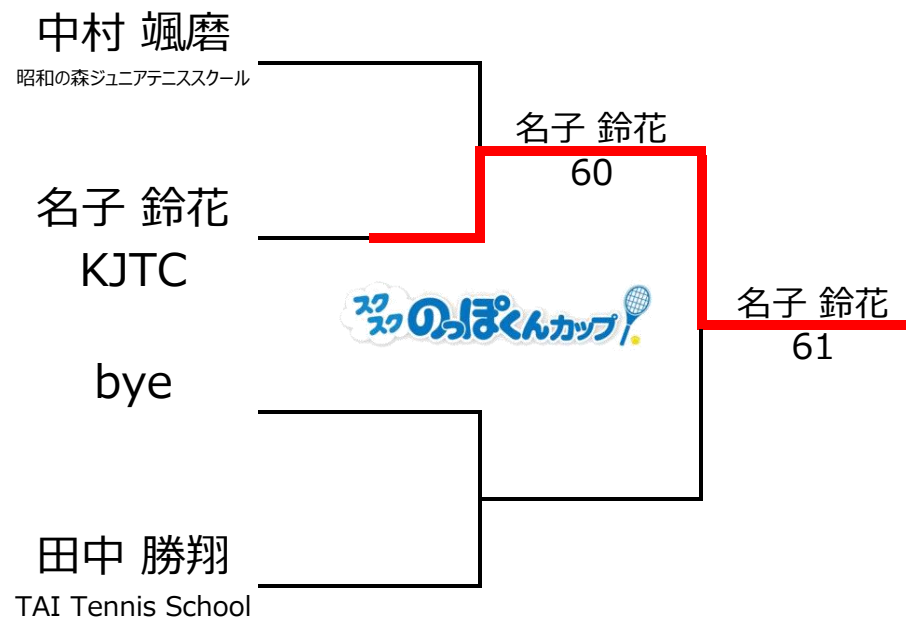 中村 颯磨
昭和の森ジュニアテニススクール
名子 鈴花
60
名子 鈴花
KJTC
スクスクのっぽくんカップ
名子 鈴花
61
bye
田中 勝翔
TAI Tennis School